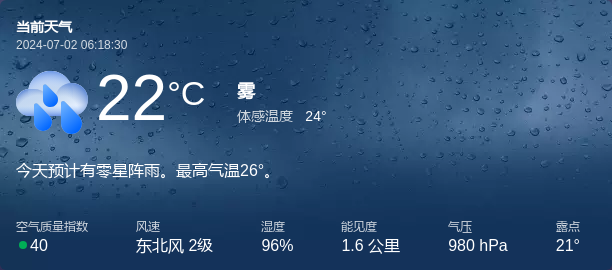 当前天气
2024-07-02 06:18:30
22°C
雾
体感温度 24°
今天预计有零星阵雨。最高气温26°。
空气质量指数 风速 湿度 能见度 气压 露点
40 东北风 2级 96% 1.6 公里 980 hPa 21°